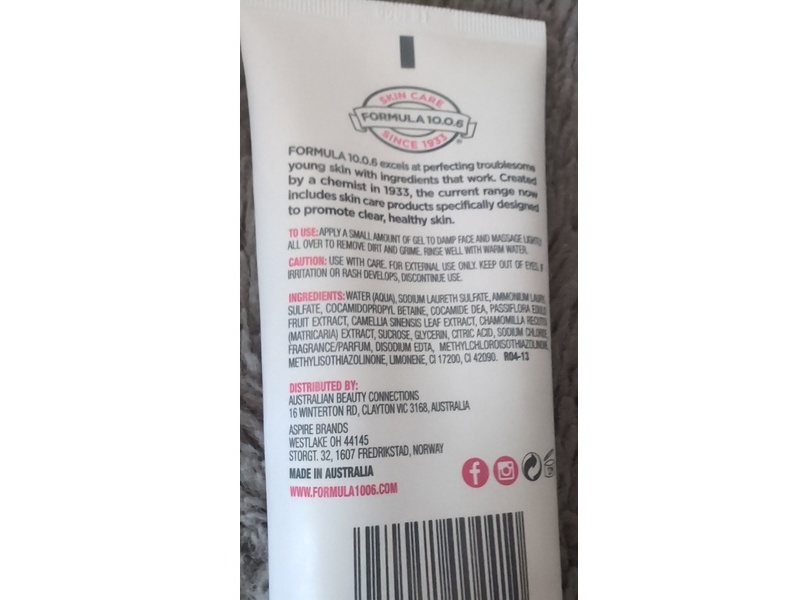 SKIN CARE
FORMULA 10.0.6
SINCE 1933
FORMULA 10.0.6 excels at perfecting troublesome
young skin with ingredients that work. Created
by a chemist in 1933, the current range now
includes skin care products specifically designed
to promote clear, healthy skin.
TO USE: APPLY A SMALL AMOUNT OF GEL TO DAMP FACE AND MASSAGE LIGHTLY
ALL OVER TO REMOVE DIRT AND GRIME. RINSE WELL WITH WARM WATER.
CAUTION: USE WITH CARE. FOR EXTERNAL USE ONLY. KEEP OUT OF EYES. IF
IRRITATION OR RASH DEVELOPS, DISCONTINUE USE.
INGREDIENTS: WATER (AQUA), SODIUM LAURETH SULFATE, AMMONIUM
SULFATE, COCAMIDOPROPYL BETAINE, COCAMIDE DEA, PASSIFLORA EDULIS
FRUIT EXTRACT, CAMELLIA SINENSIS LEAF EXTRACT, CHAMOMILLA RECUTITA
(MATRICARIA) EXTRACT, SUCROSE, GLYCERIN, CITRIC ACID, SODIUM CHLORIDE,
FRAGRANCE/PARFUM, DISODIUM EDTA, METHYLCHLOROISOTHIAZOLINONE,
METHYLISOTHIAZOLINONE, LIMONENE, CI 17200, CI 42090. R04-13
DISTRIBUTED BY:
AUSTRALIAN BEAUTY CONNECTIONS
16 WINTERTON RD, CLAYTON VIC 3168, AUSTRALIA
ASPIRE BRANDS
WESTLAKE OH 44145
STORGT. 32, 1607 FREDRIKSTAD, NORWAY
MADE IN AUSTRALIA
WWW.FORMULA1006.COM